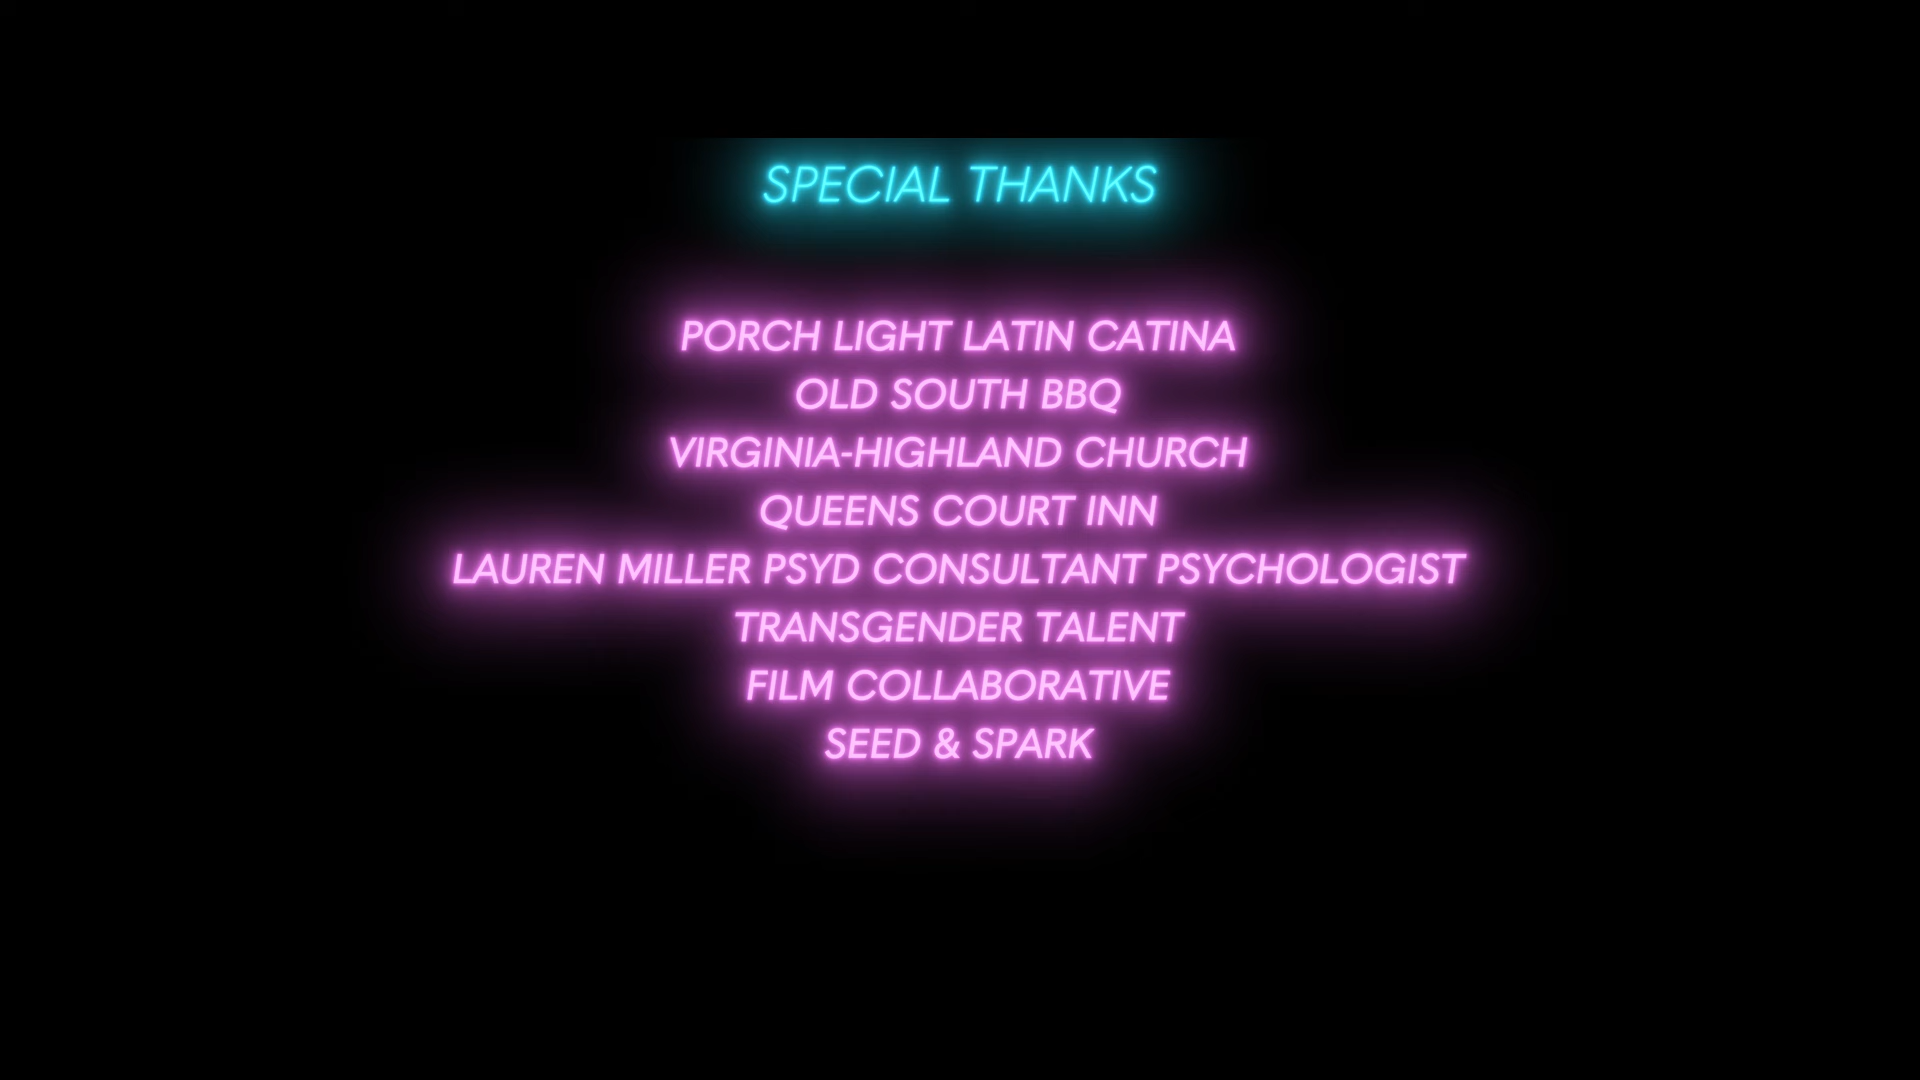 SPECIAL THANKS
PORCH LIGHT LATIN CATINA
OLD SOUTH BBQ
VIRGINIA-HIGHLAND CHURCH
QUEENS COURT INN
LAUREN MILLER PSYD CONSULTANT PSYCHOLOGIST
TRANSGENDER TALENT
FILM COLLABORATIVE
SEED & SPARK